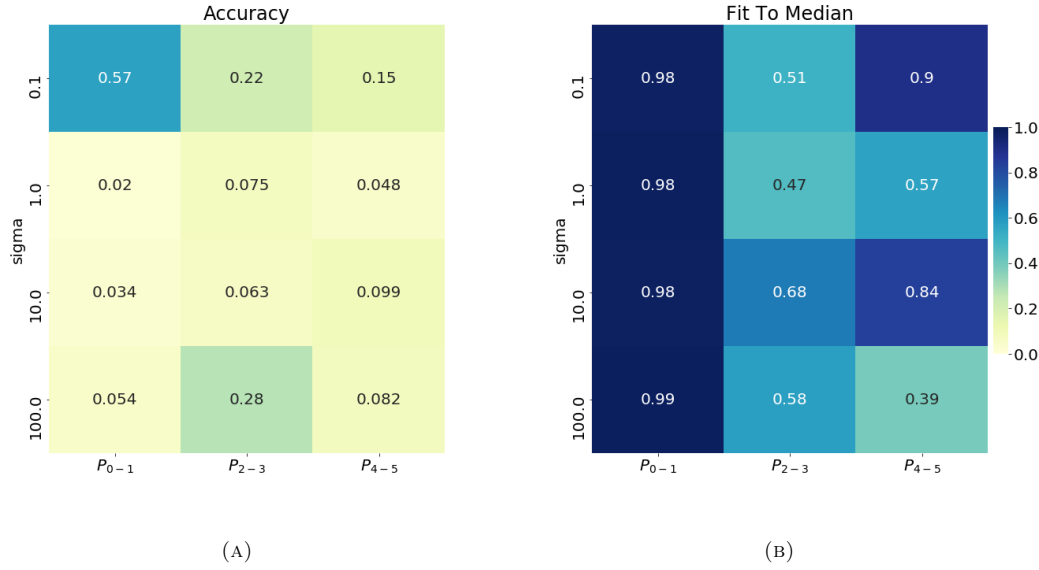 Accuracy
sigma
0.1
0.57 0.22 0.15
1.0
0.02 0.075 0.048
10.0
0.034 0.063 0.099
100.0
0.054 0.28 0.082
P0−1 P2−3 P4−5
(A)
Fit To Median
sigma
0.1
0.98 0.51 0.9
1.0
0.98 0.47 0.57
10.0
0.98 0.68 0.84
100.0
0.99 0.58 0.39
P0−1 P2−3 P4−5
1.0
0.8
0.6
0.4
0.2
0.0
(B)